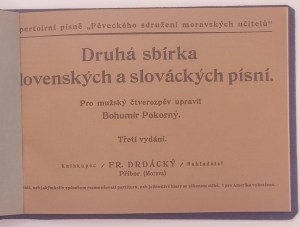 pertoirní písně „Pěveckého sdružení moravských učitelů“
Druhá sbírka
lovenských a slováckých písní.
Pro mužský čtverozpěv upravil
Bohumír Pokorný.
Třetí vydání.
Knihkupec / FR. DRDÁCKÝ / Nakladatel
Příbor (Morava)